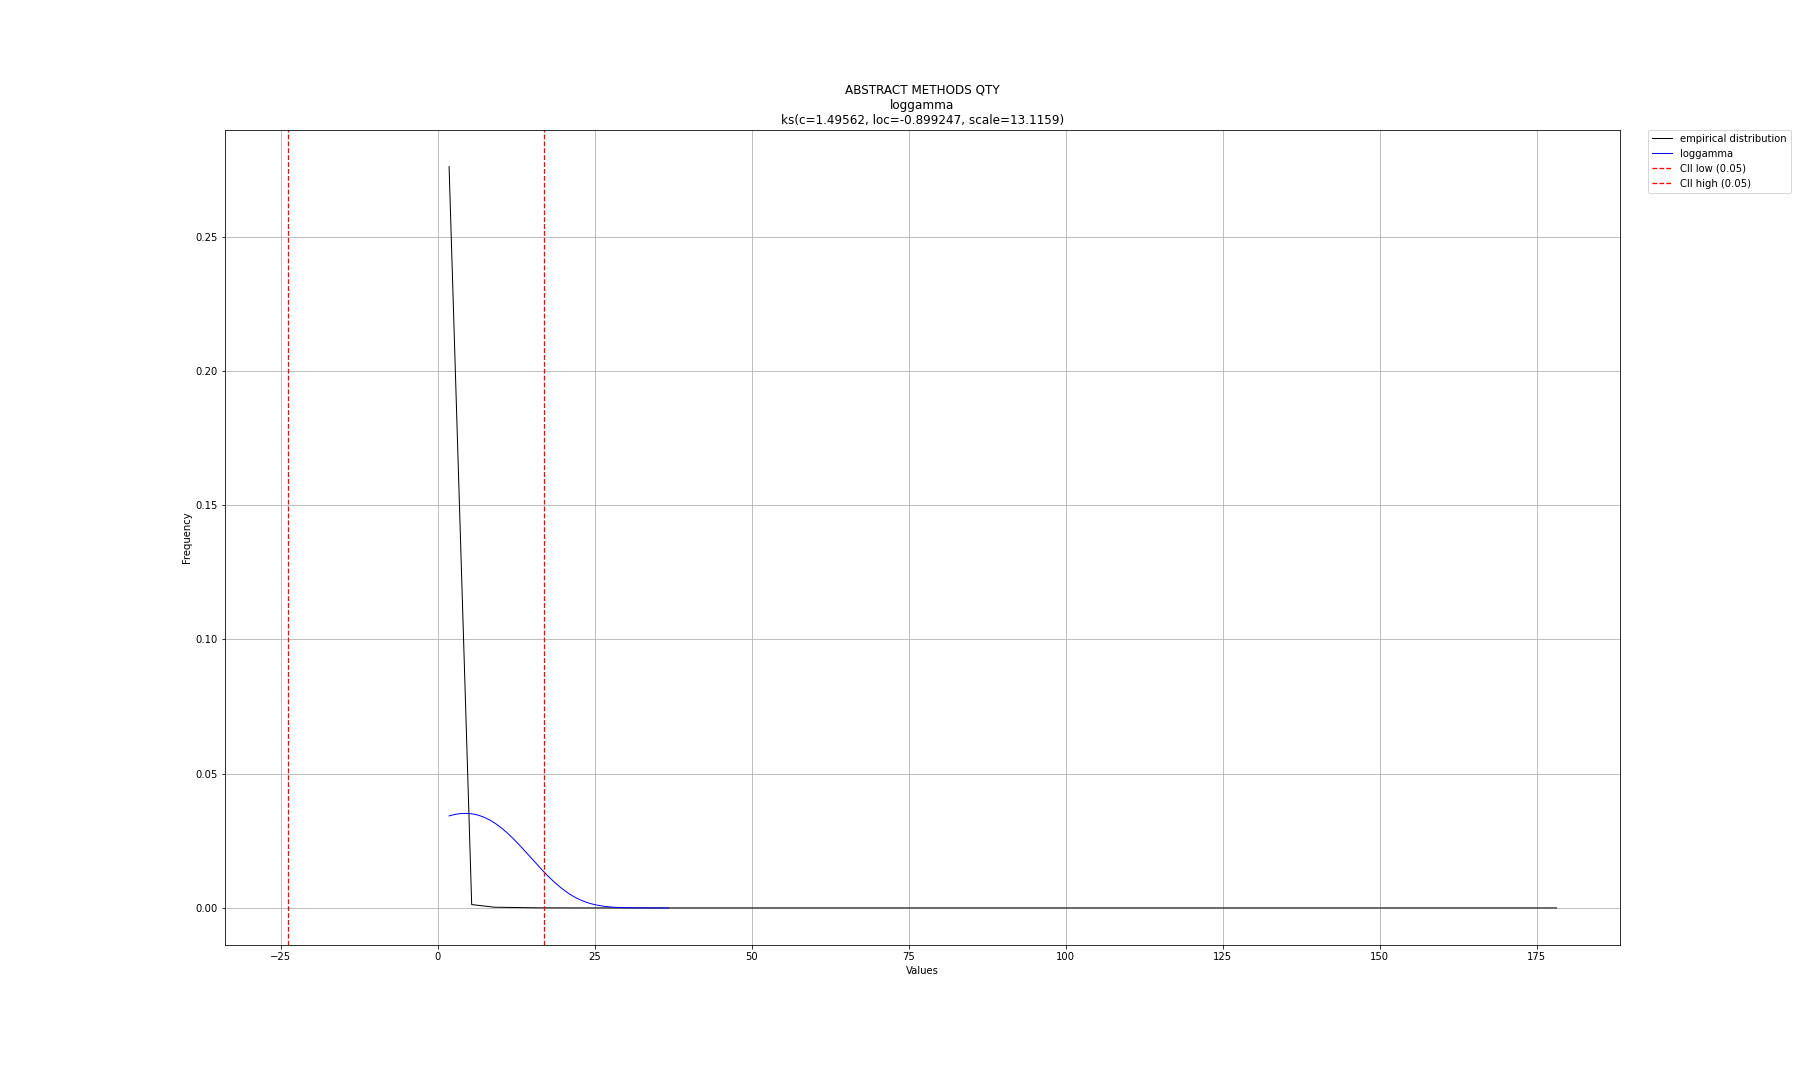 ABSTRACT METHODS QTY
loggamma
ks(c=1.49562, loc=-0.899247, scale=13.1159)
empirical distribution
loggamma
CII low (0.05)
CII high (0.05)
0.25
0.20
0.15
0.10
0.05
0.00
Frequency
−25
0
25
50
75
100
125
150
175
Values